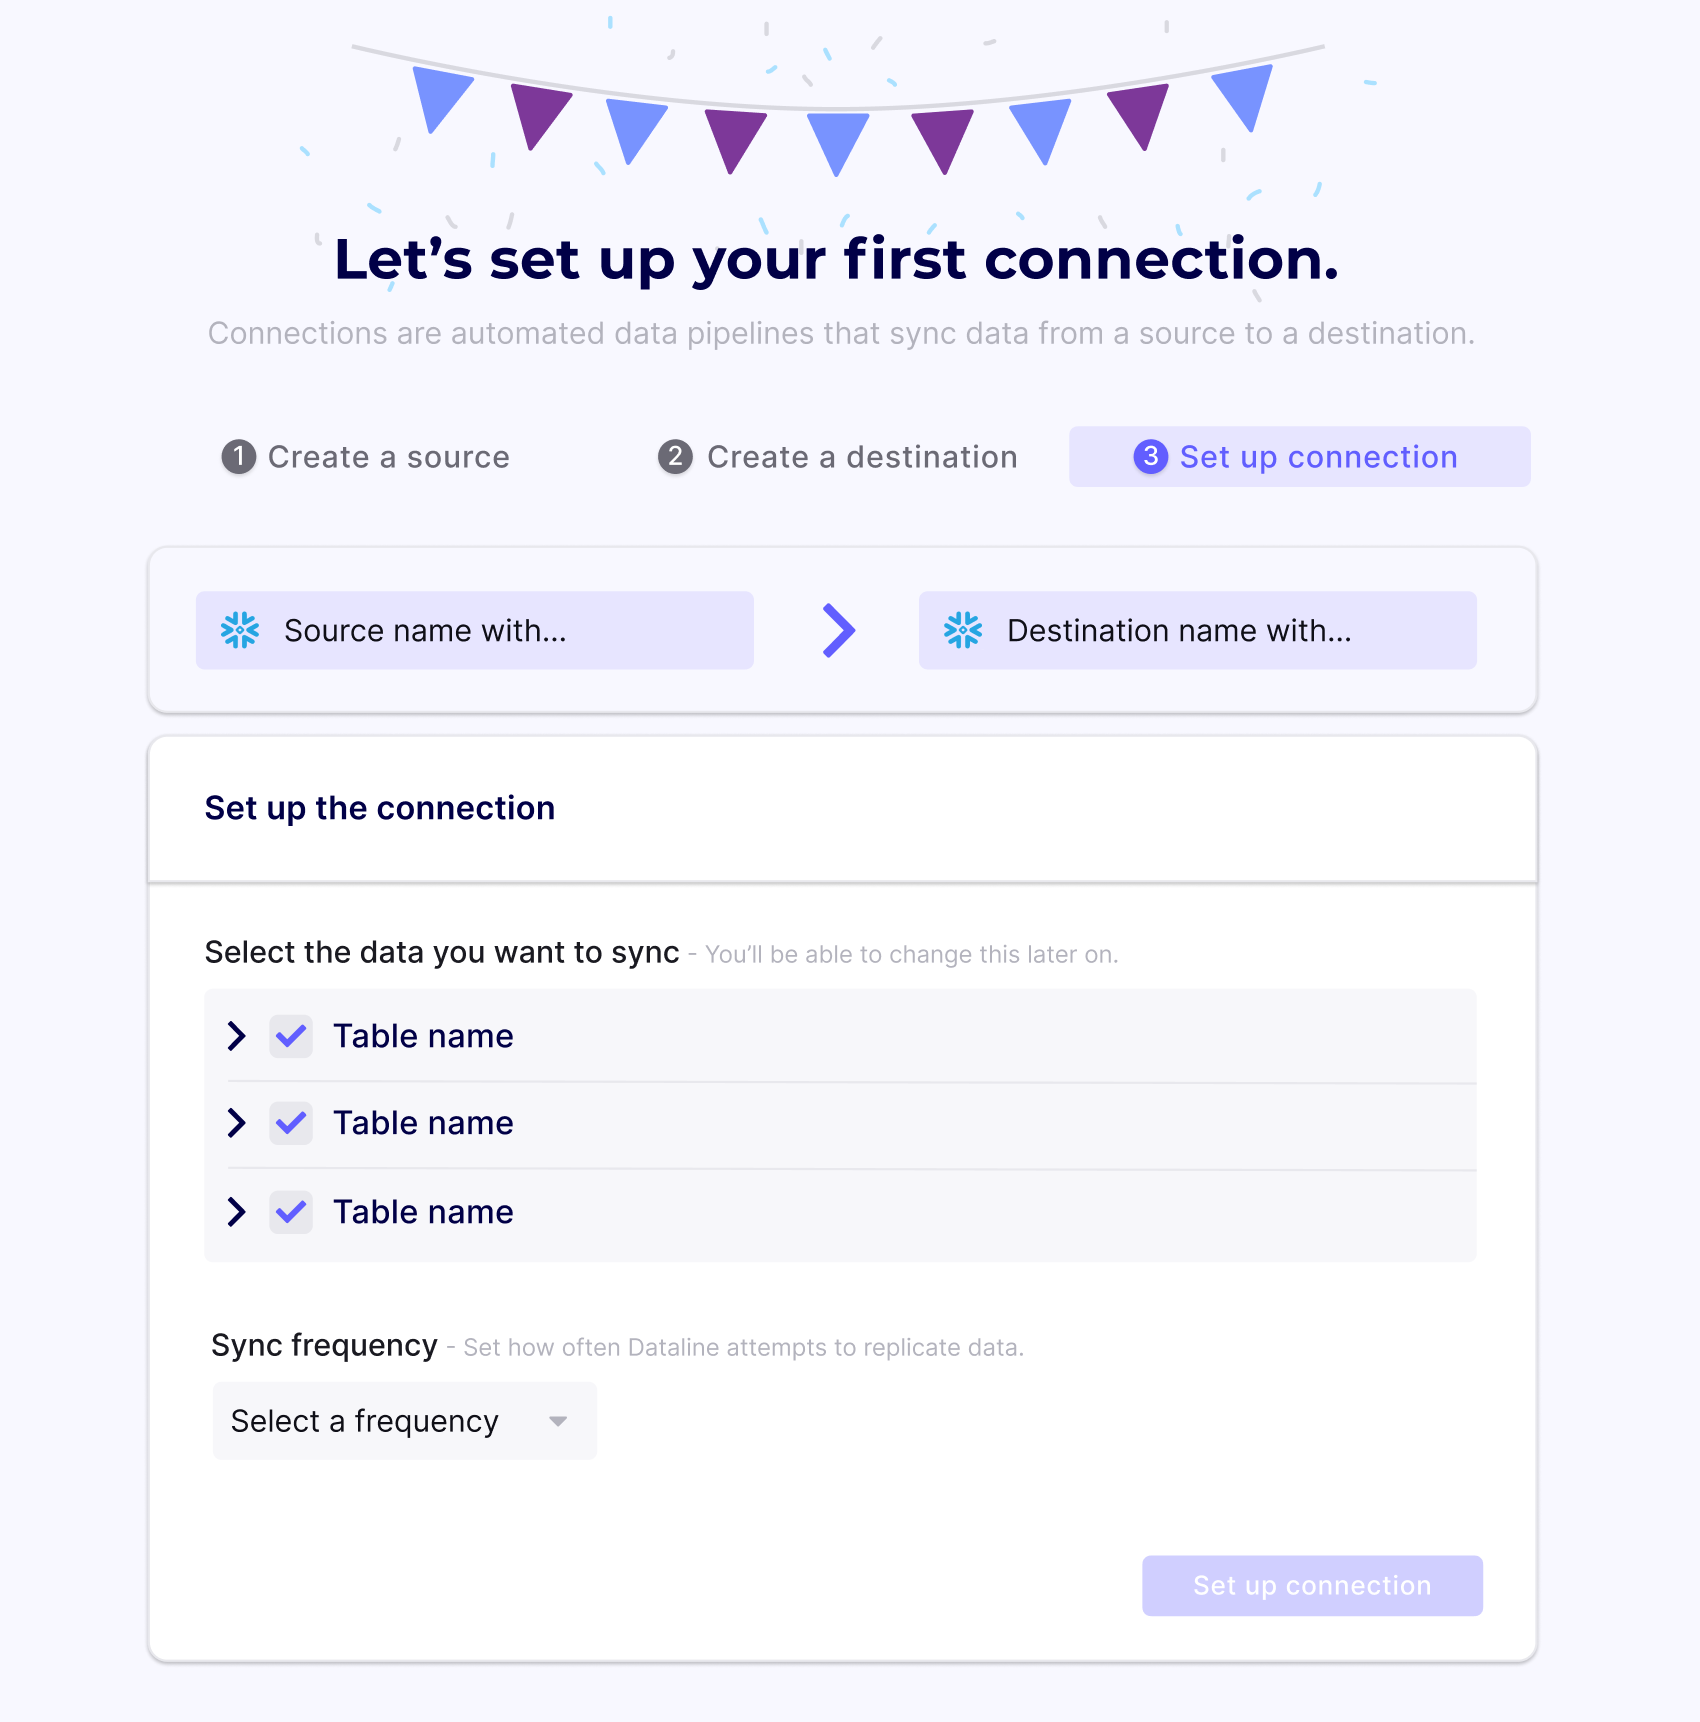 Let’s set up your first connection.
Connections are automated data pipelines that sync data from a source to a destination.
1 Create a source
2 Create a destination
3 Set up connection
Source name with...
Destination name with...
Set up the connection
Select the data you want to sync - You’ll be able to change this later on.
Table name
Table name
Table name
Sync frequency - Set how often Dataline attempts to replicate data.
Select a frequency
Set up connection